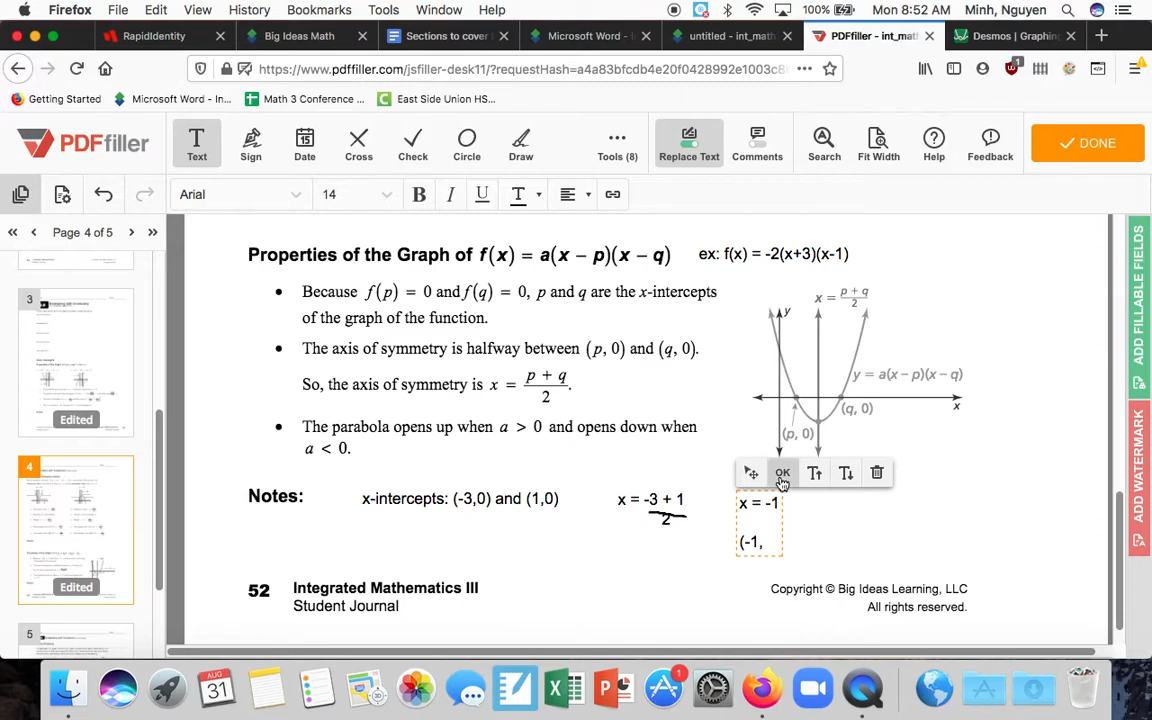 Firefox File Edit View History Bookmarks Tools Window Help 100% Mon 8:52 AM Minh, Nguyen
RapidIdentity
Big Ideas Math
Sections to cover
Microsoft Word - In
untitled - int_math
PDFfiller - int_mat
Desmos | Graphing
https://www.pdffiller.com/jsfiller-desk11/?requestHash=a4a83bfcdb4e20f0428992e1003c
Getting Started
Microsoft Word - In...
Math 3 Conference ...
East Side Union HS...
PDFfiller
Text
Sign
Date
Cross
Check
Circle
Draw
Tools (8)
Replace Text
Comments
Search
Fit Width
Help
Feedback
DONE
Arial 14 B I U T
Page 4 of 5
3
Edited
4
Edited
5
Properties of the Graph of f(x) = a(x − p)(x − q) ex: f(x) = -2(x+3)(x-1)
• Because f(p) = 0 and f(q) = 0, p and q are the x-intercepts
of the graph of the function.
• The axis of symmetry is halfway between (p, 0) and (q, 0).
So, the axis of symmetry is x = p + q
2
• The parabola opens up when a > 0 and opens down when
a < 0.
x = p + q
2
y
y = a(x − p)(x − q)
x
(q, 0)
(p, 0)
OK
Notes: x-intercepts: (-3,0) and (1,0) x = -3 + 1
2
x = -1
(-1,
52 Integrated Mathematics III
Student Journal
Copyright © Big Ideas Learning, LLC
All rights reserved.
ADD FILLABLE FIELDS
ADD WATERMARK
AUG
31
1